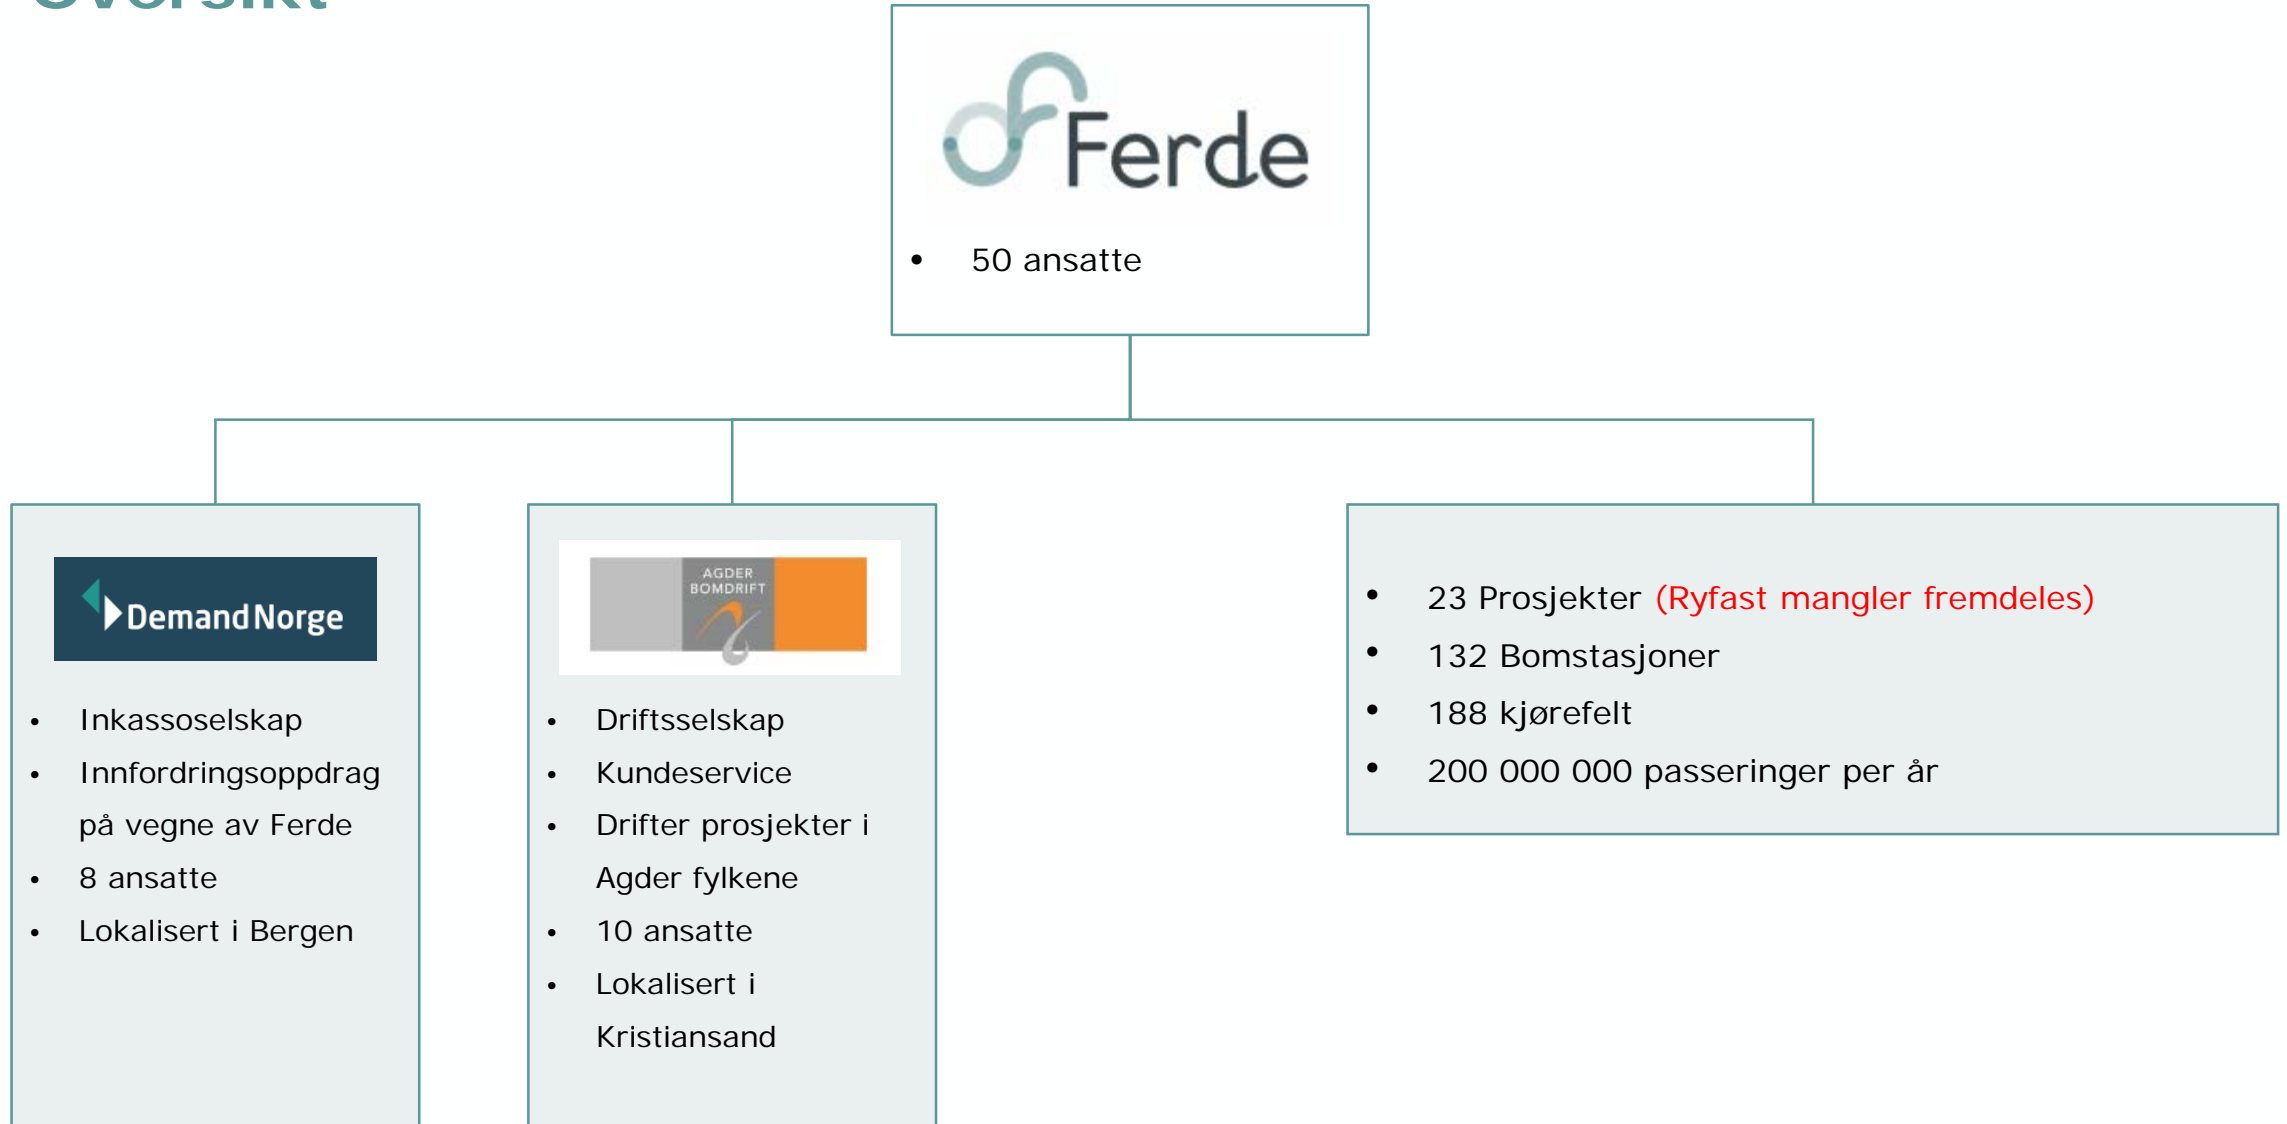 Oversikt
Ferde
• 50 ansatte
Demand Norge
• Inkassoselskap
• Innfordringsoppdrag
på vegne av Ferde
• 8 ansatte
• Lokalisert i Bergen
AGDER
BOMDRIFT
• Driftsselskap
• Kundeservice
• Drifter prosjekter i
Agder fylkene
• 10 ansatte
• Lokalisert i
Kristiansand
• 23 Prosjekter (Ryfast mangler fremdeles)
• 132 Bomstasjoner
• 188 kjørefelt
• 200 000 000 passeringer per år